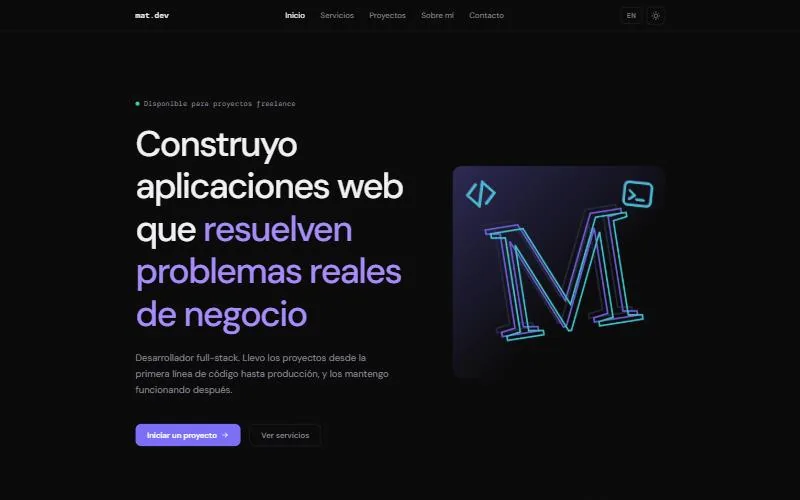 mat.dev
Inicio Servicios Proyectos Sobre mí Contacto
EN
Disponible para proyectos freelance
Construyo
aplicaciones web
que resuelven
problemas reales
de negocio
M
Desarrollador full-stack. Llevo los proyectos desde la
primera línea de código hasta producción, y los mantengo
funcionando después.
Iniciar un proyecto →
Ver servicios